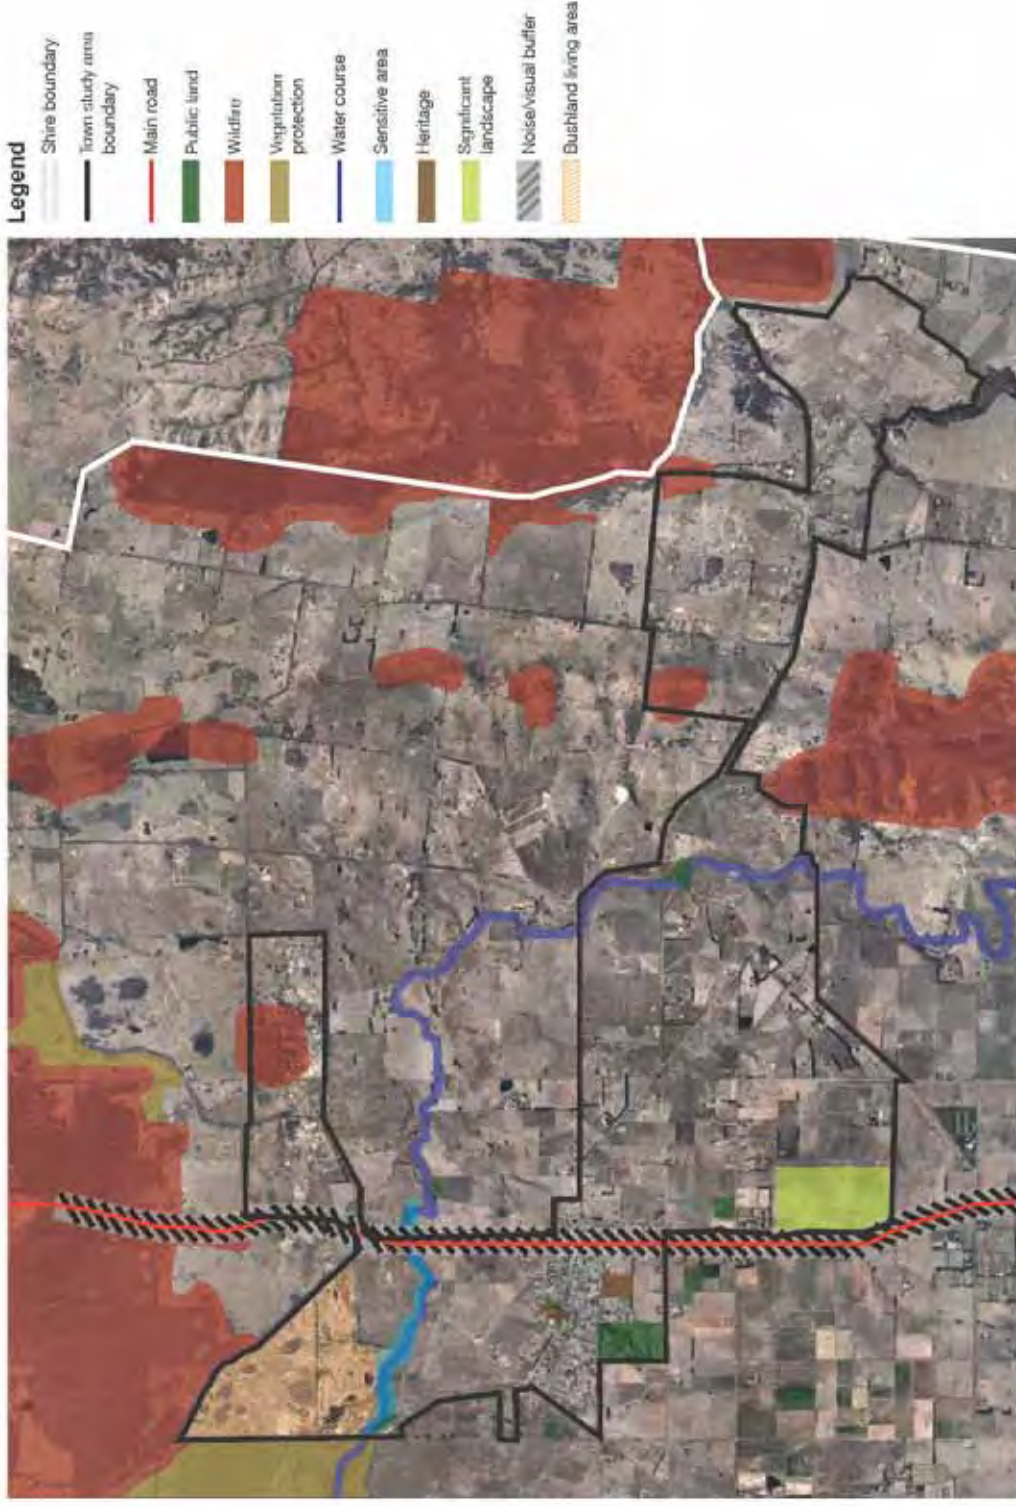 Legend
Shire boundary
Town study area
boundary
Main road
Public land
Wildfire
Vegetation
protection
Water course
Sensitive area
Heritage
Significant
landscape
Noise/visual buffer
Bushland living area